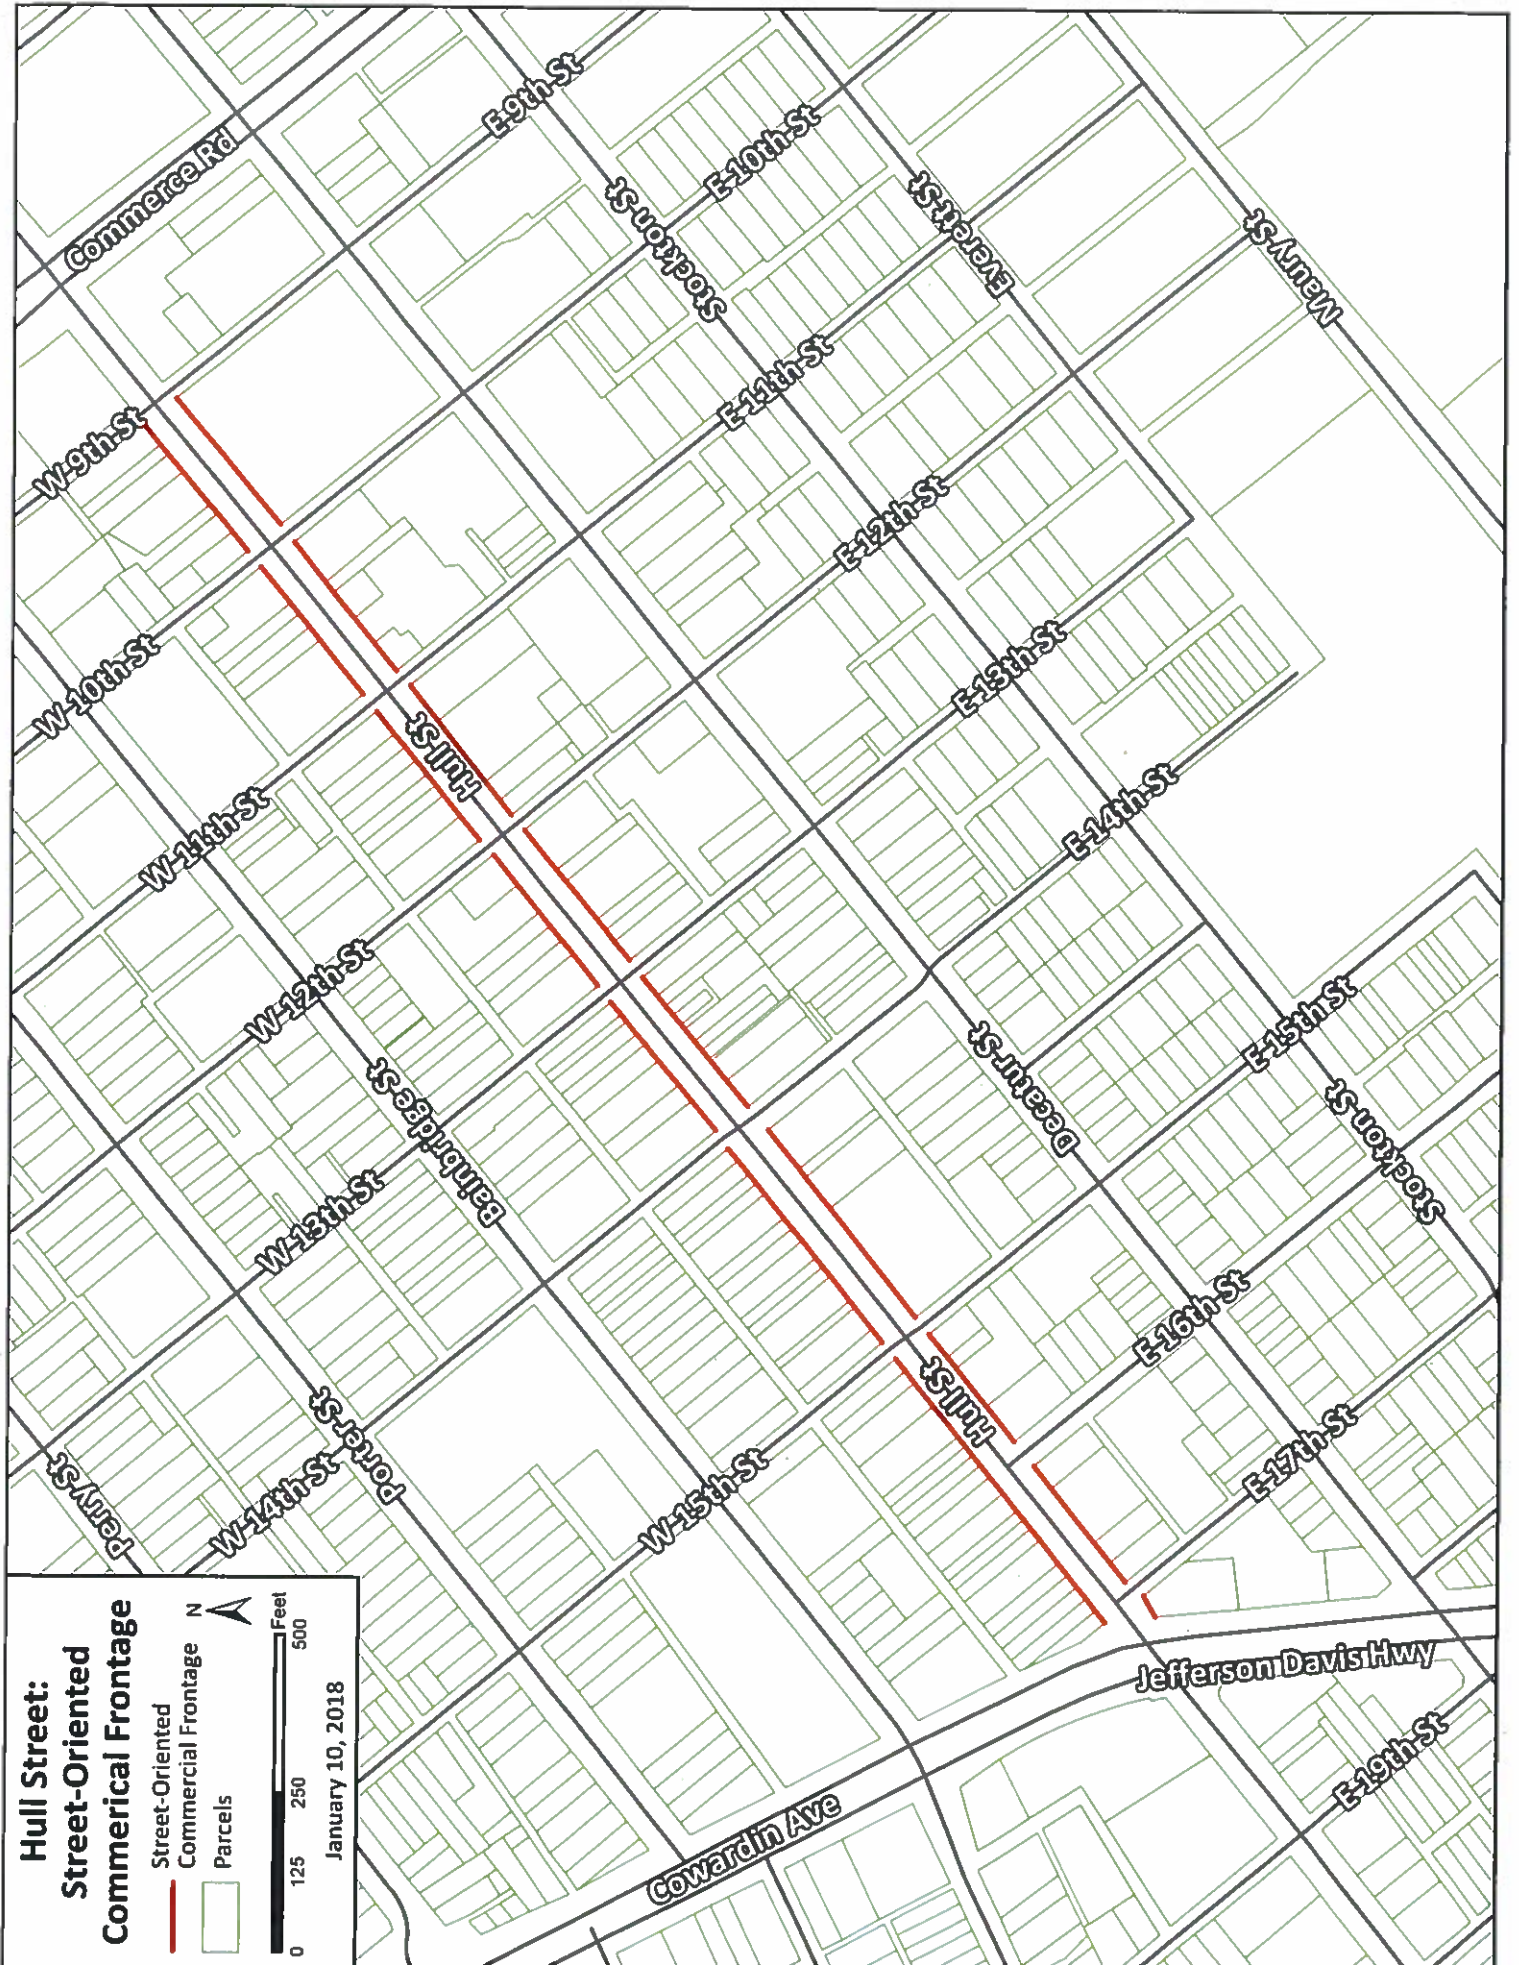 Hull Street:
Street-Oriented
Commerical Frontage
Street-Oriented
Commercial Frontage
Parcels
N
0 125 250 500
Feet
January 10, 2018
Commerce Rd
E 9th St
E 10th St
Stockton St
Everett St
Maury St
W 9th St
E 11th St
E 12th St
W 10th St
Hull St
E 13th St
W 11th St
E 14th St
W 12th St
Bainbridge St
Decatur St
E 15th St
Stockton St
W 13th St
E 16th St
Hull St
Porter St
Perry St
W 14th St
W 15th St
E 17th St
Jefferson Davis Hwy
Cowardin Ave
E 19th St